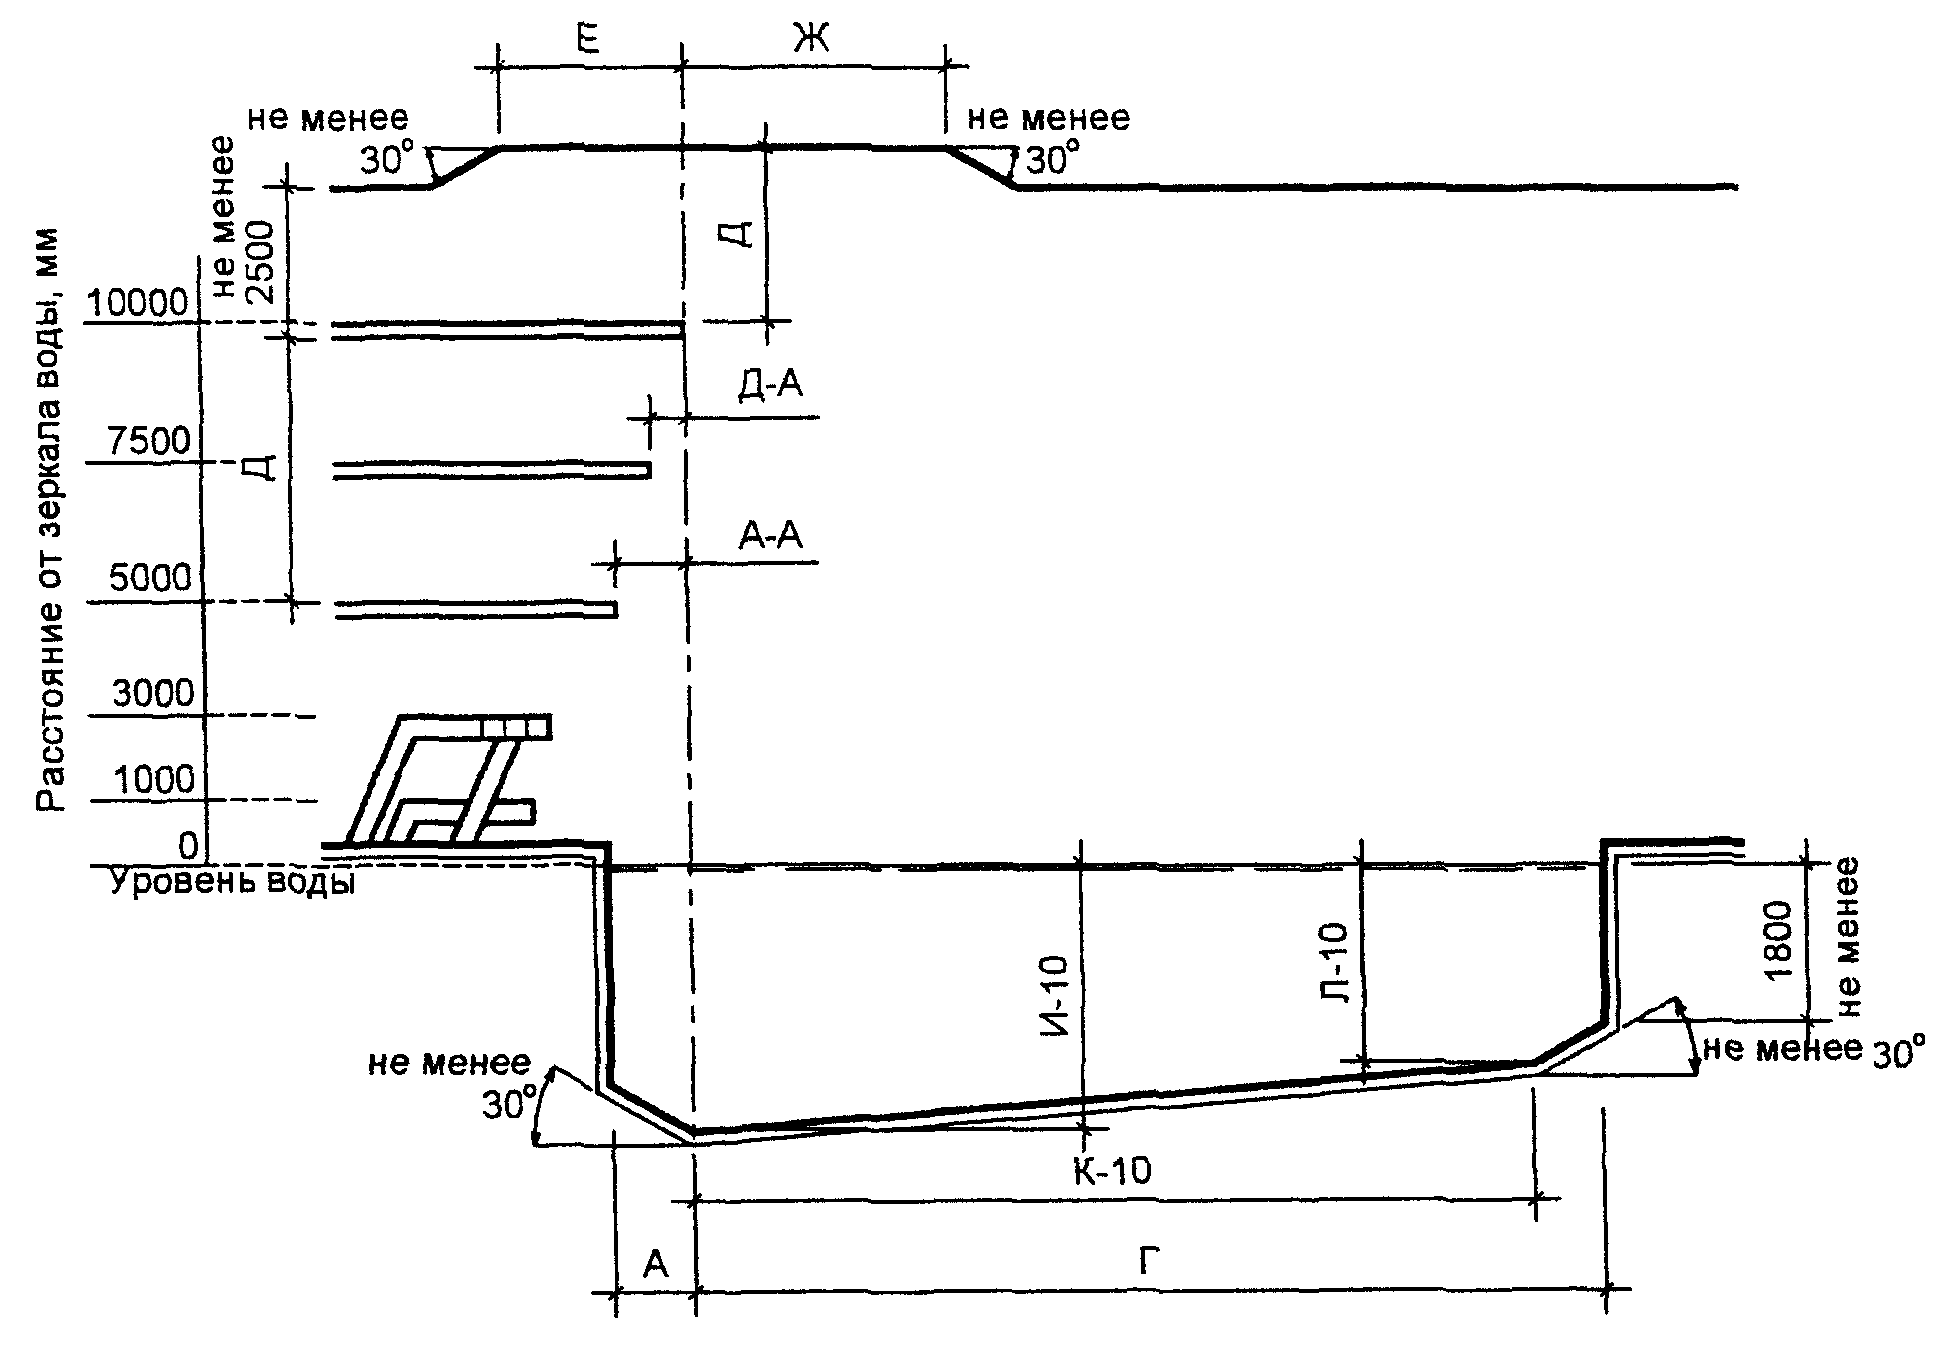 Е
Ж
не менее
30°
не менее
30°
не менее
2500
Д
Расстояние от зеркала воды, мм
10000
Д-А
7500
Д
А-А
5000
3000
1000
0
Уровень воды
И-10
Л-10
1800
не менее
не менее
30°
не менее 30°
К-10
А
Г